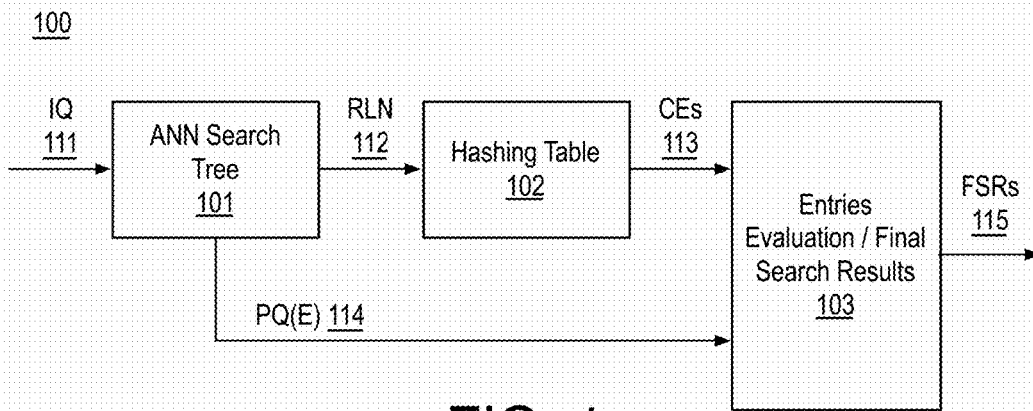 100
IQ
111
ANN Search
Tree
101
RLN
112
Hashing Table
102
CEs
113
Entries
Evaluation / Final
Search Results
103
FSRs
115
PQ(E) 114